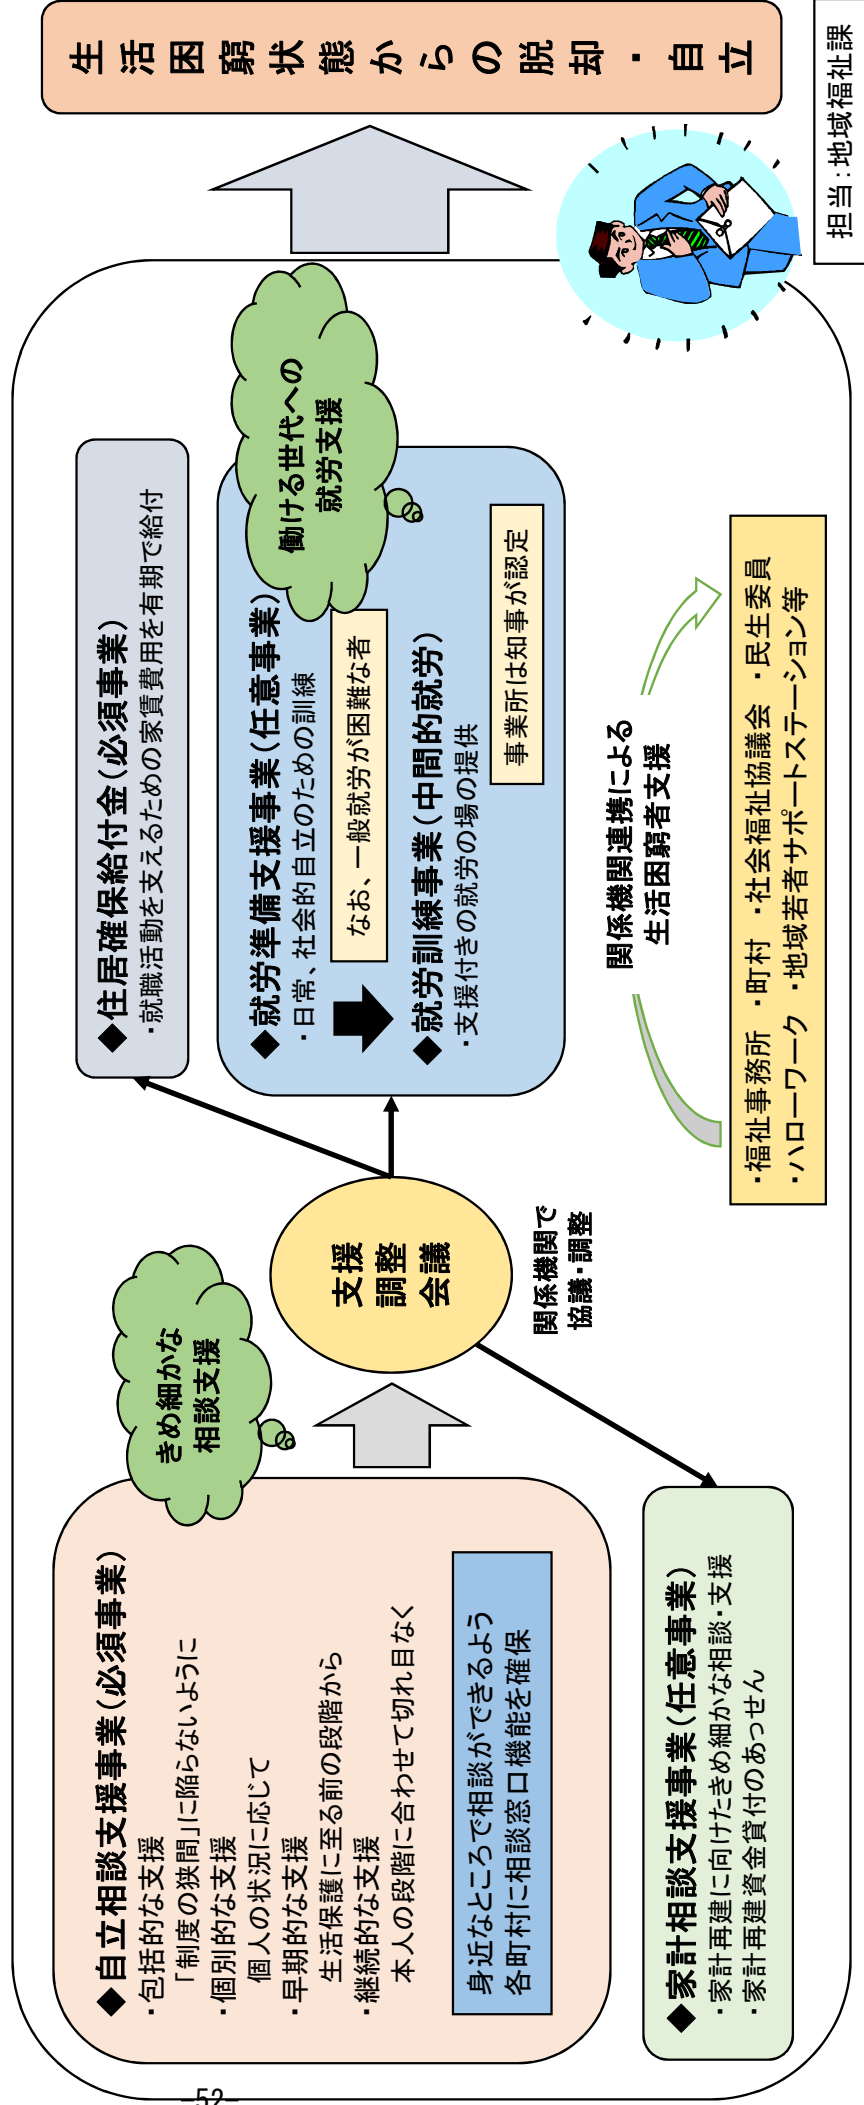 ◆自立相談支援事業(必須事業)
・包括的な支援
「制度の狭間」に陥らないように
・個別的な支援
個人の状況に応じて
・早期的な支援
生活保護に至る前の段階から
・継続的な支援
本人の段階に合わせて切れ目なく
身近なところで相談ができるよう
各町村に相談窓口機能を確保
きめ細かな
相談支援
◆家計相談支援事業(任意事業)
・家計再建に向けたきめ細かな相談・支援
・家計再建資金貸付のあっせん
支援
調整
会議
関係機関で
協議・調整
◆住居確保給付金(必須事業)
・就職活動を支えるための家賃費用を有期で給付
◆就労準備支援事業(任意事業)
・日常、社会的自立のための訓練
なお、一般就労が困難な者
◆就労訓練事業(中間的就労)
・支援付きの就労の場の提供
事業所は知事が認定
働ける世代への
就労支援
関係機関連携による
生活困窮者支援
・福祉事務所 ・町村 ・社会福祉協議会 ・民生委員
・ハローワーク ・地域若者サポートステーション等
生活困窮状態からの脱却・自立
担当:地域福祉課
-52-